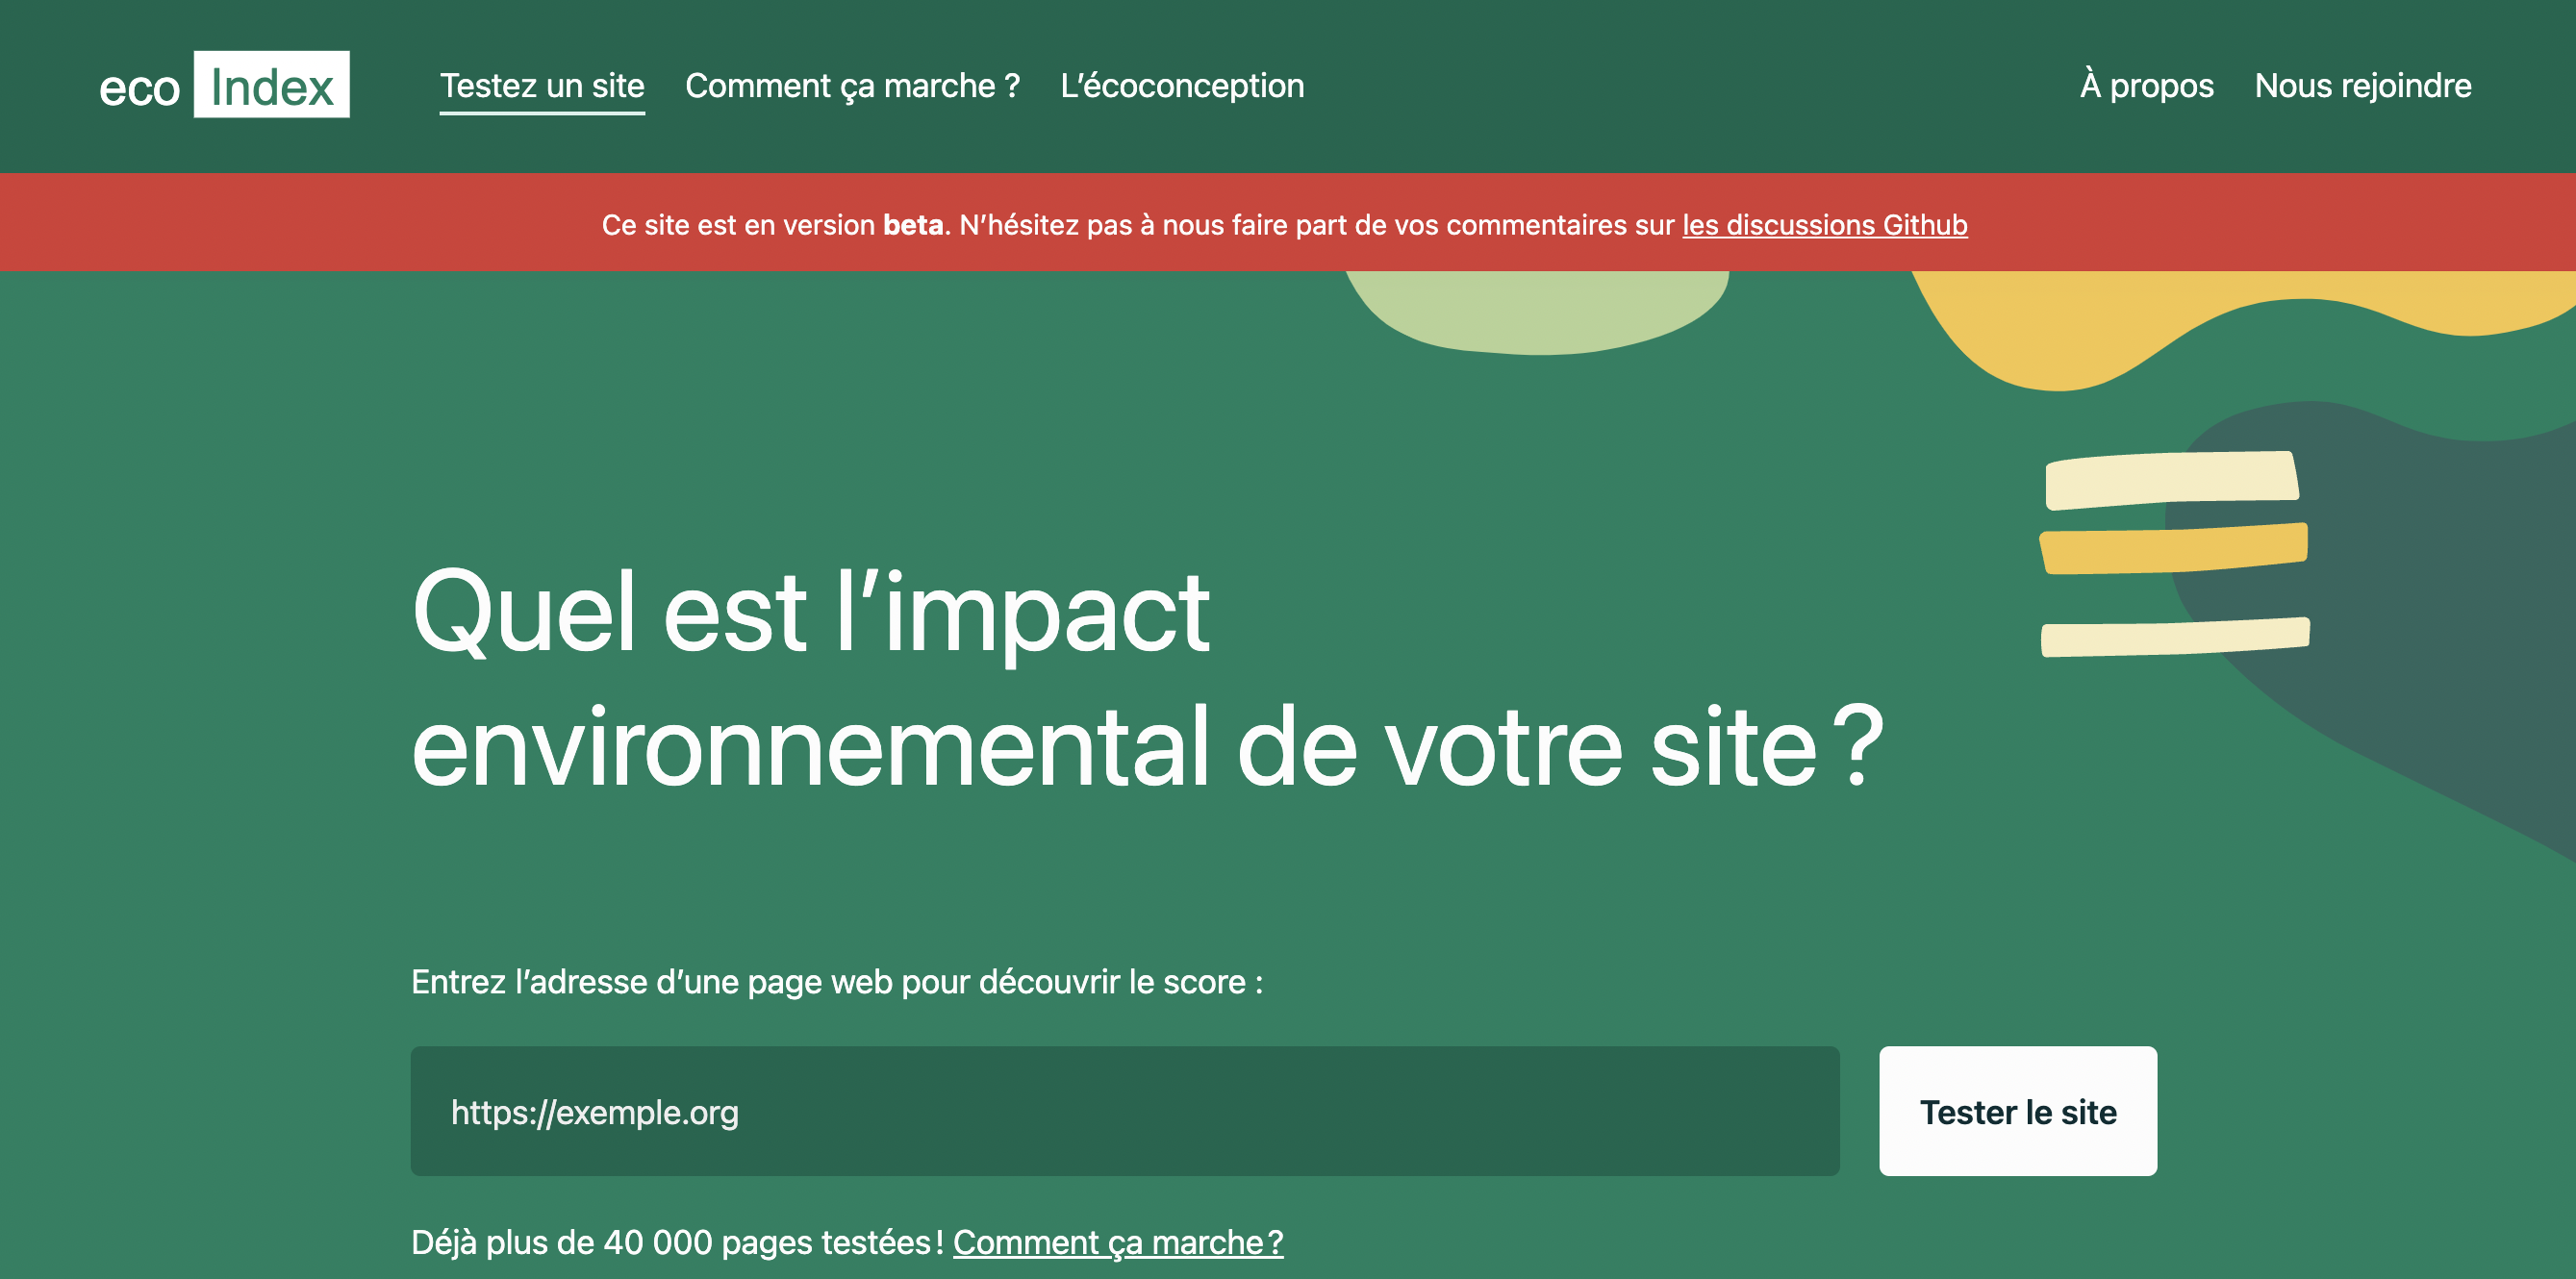 eco Index
Testez un site
Comment ça marche ?
L’écoconception
À propos
Nous rejoindre
Ce site est en version beta. N’hésitez pas à nous faire part de vos commentaires sur les discussions Github
Quel est l’impact
environnemental de votre site ?
Entrez l’adresse d’une page web pour découvrir le score :
https://exemple.org
Tester le site
Déjà plus de 40 000 pages testées ! Comment ça marche ?